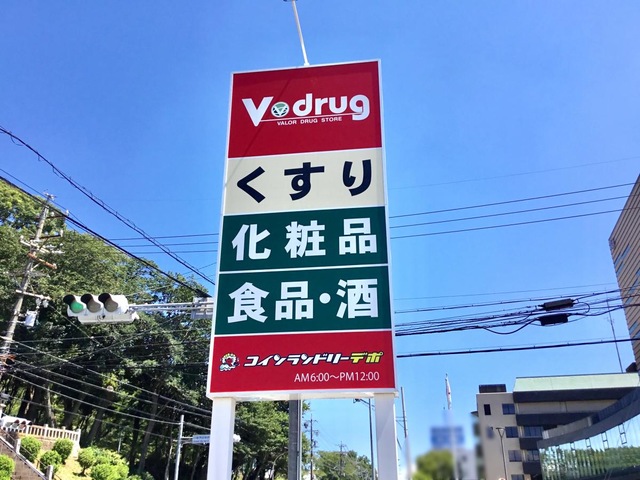 V drug
VALOR DRUG STORE
くすり
化粧品
食品・酒
コインランドリーデポ
AM6:00～PM12:00